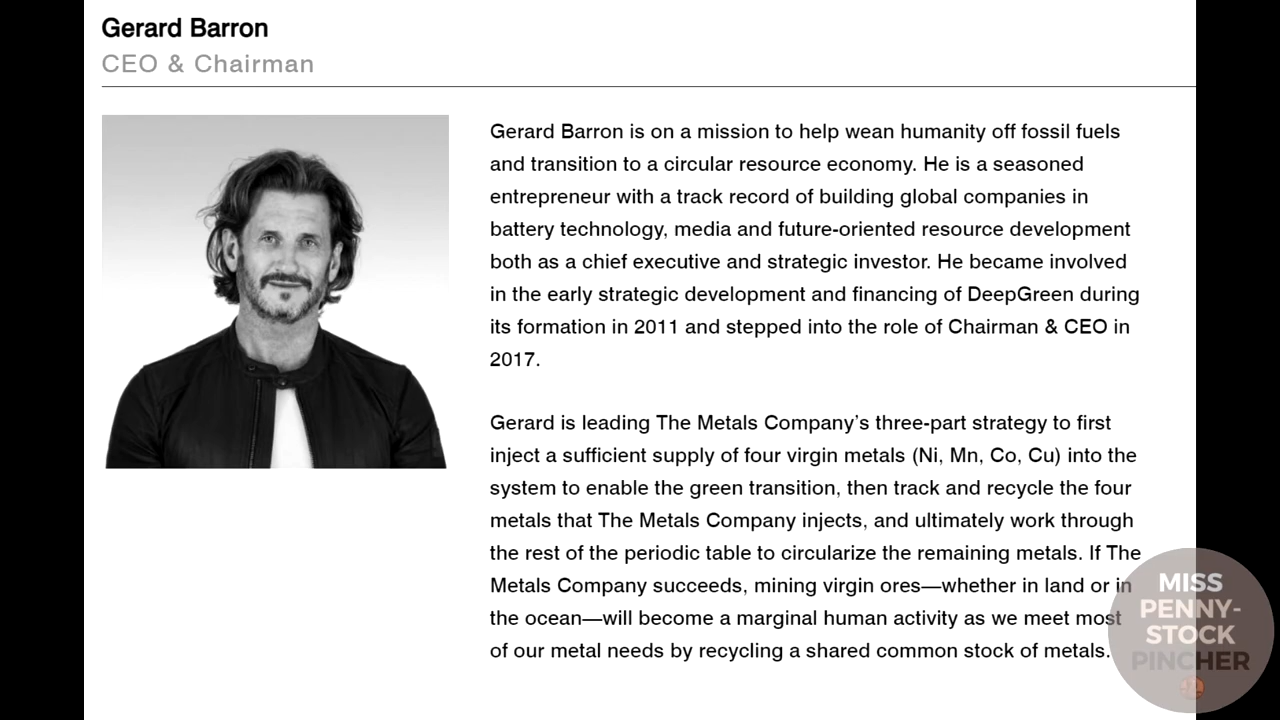 Gerard Barron
CEO & Chairman
Gerard Barron is on a mission to help wean humanity off fossil fuels
and transition to a circular resource economy. He is a seasoned
entrepreneur with a track record of building global companies in
battery technology, media and future-oriented resource development
both as a chief executive and strategic investor. He became involved
in the early strategic development and financing of DeepGreen during
its formation in 2011 and stepped into the role of Chairman & CEO in
2017.
Gerard is leading The Metals Company’s three-part strategy to first
inject a sufficient supply of four virgin metals (Ni, Mn, Co, Cu) into the
system to enable the green transition, then track and recycle the four
metals that The Metals Company injects, and ultimately work through
the rest of the periodic table to circularize the remaining metals. If The
Metals Company succeeds, mining virgin ores—whether in land or in
the ocean—will become a marginal human activity as we meet most
of our metal needs by recycling a shared common stock of metals.
MISS
PENNY-
STOCK
PINCHER